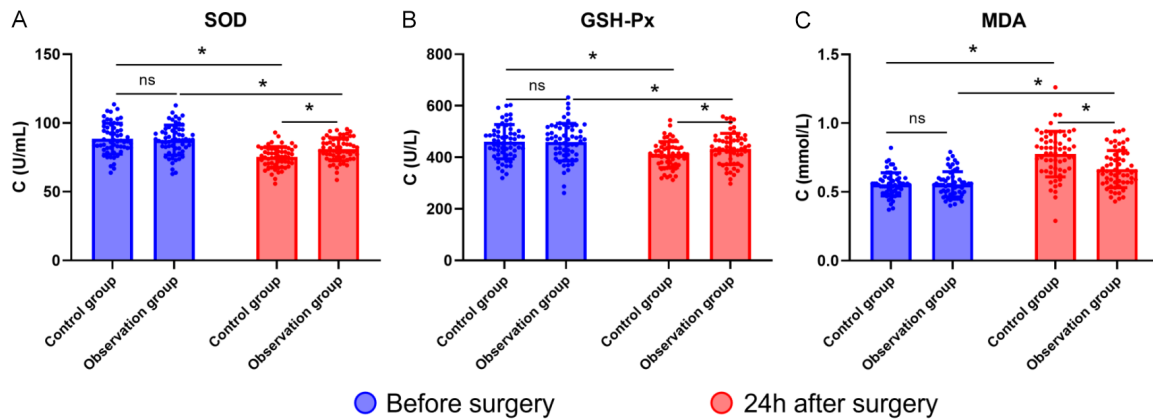 A
SOD
C (U/mL)
150
100
50
0
*
ns
*
*
Control group
Observation group
Control group
Observation group
B
GSH-Px
C (U/L)
800
600
400
200
0
*
ns
*
*
Control group
Observation group
Control group
Observation group
C
MDA
C (mmol/L)
1.5
1.0
0.5
0.0
*
*
ns
*
Control group
Observation group
Control group
Observation group
Before surgery
24h after surgery